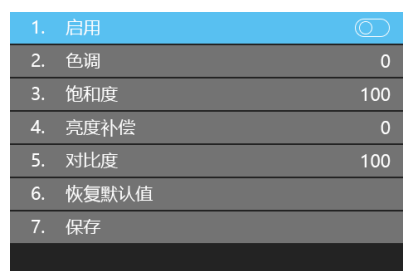 1. 启用
2. 色调 0
3. 饱和度 100
4. 亮度补偿 0
5. 对比度 100
6. 恢复默认值
7. 保存